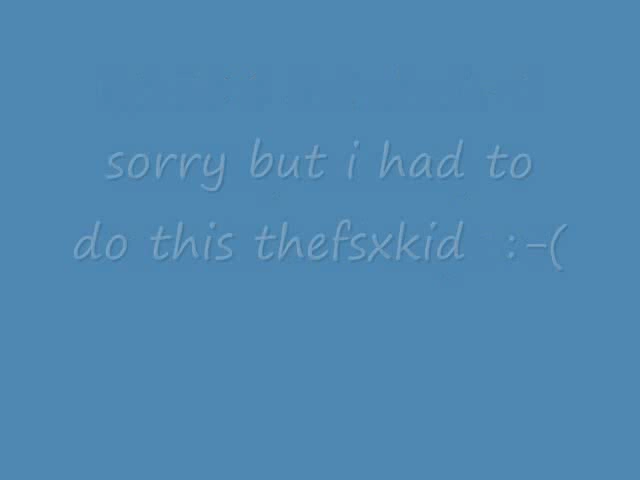 sorry but i had to
do this thefsxkid :-(